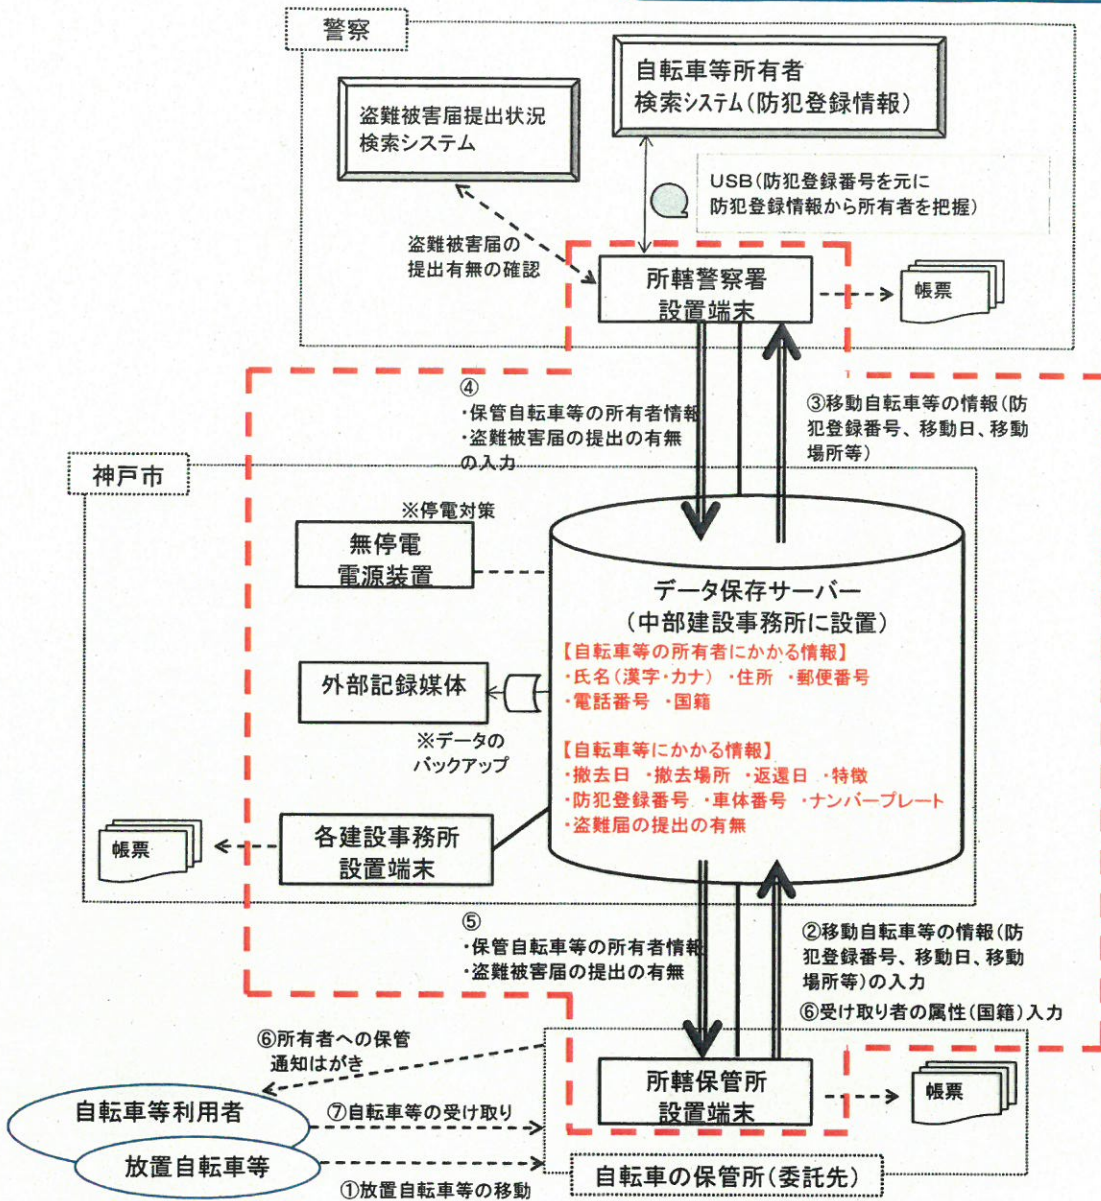 警察
自転車等所有者
検索システム(防犯登録情報)
盗難被害届提出状況
検索システム
USB(防犯登録番号を元に
防犯登録情報から所有者を把握)
盗難被害届の
提出有無の確認
所轄警察署
設置端末
帳票
④
・保管自転車等の所有者情報
・盗難被害届の提出の有無
の入力
③移動自転車等の情報(防
犯登録番号、移動日、移動
場所等)
神戸市
※停電対策
無停電
電源装置
データ保存サーバー
(中部建設事務所に設置)
【自転車等の所有者にかかる情報】
・氏名(漢字・カナ) ・住所 ・郵便番号
・電話番号 ・国籍
外部記録媒体
※データの
バックアップ
【自転車等にかかる情報】
・撤去日 ・撤去場所 ・返還日 ・特徴
・防犯登録番号 ・車体番号 ・ナンバープレート
・盗難届の提出の有無
各建設事務所
設置端末
帳票
⑤
・保管自転車等の所有者情報
・盗難被害届の提出の有無
②移動自転車等の情報(防
犯登録番号、移動日、移動
場所等)の入力
⑥受け取り者の属性(国籍)入力
⑥所有者への保管
通知はがき
所轄保管所
設置端末
帳票
自転車等利用者
⑦自転車等の受け取り
放置自転車等
①放置自転車等の移動
自転車の保管所(委託先)